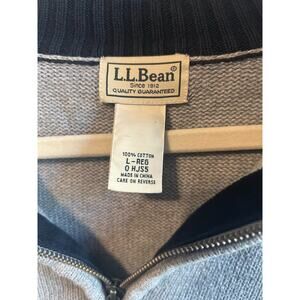 L.L.Bean®
Since 1912
QUALITY GUARANTEED
100% COTTON
L-REG
0 HJS5
MADE IN CHINA
CARE ON REVERSE